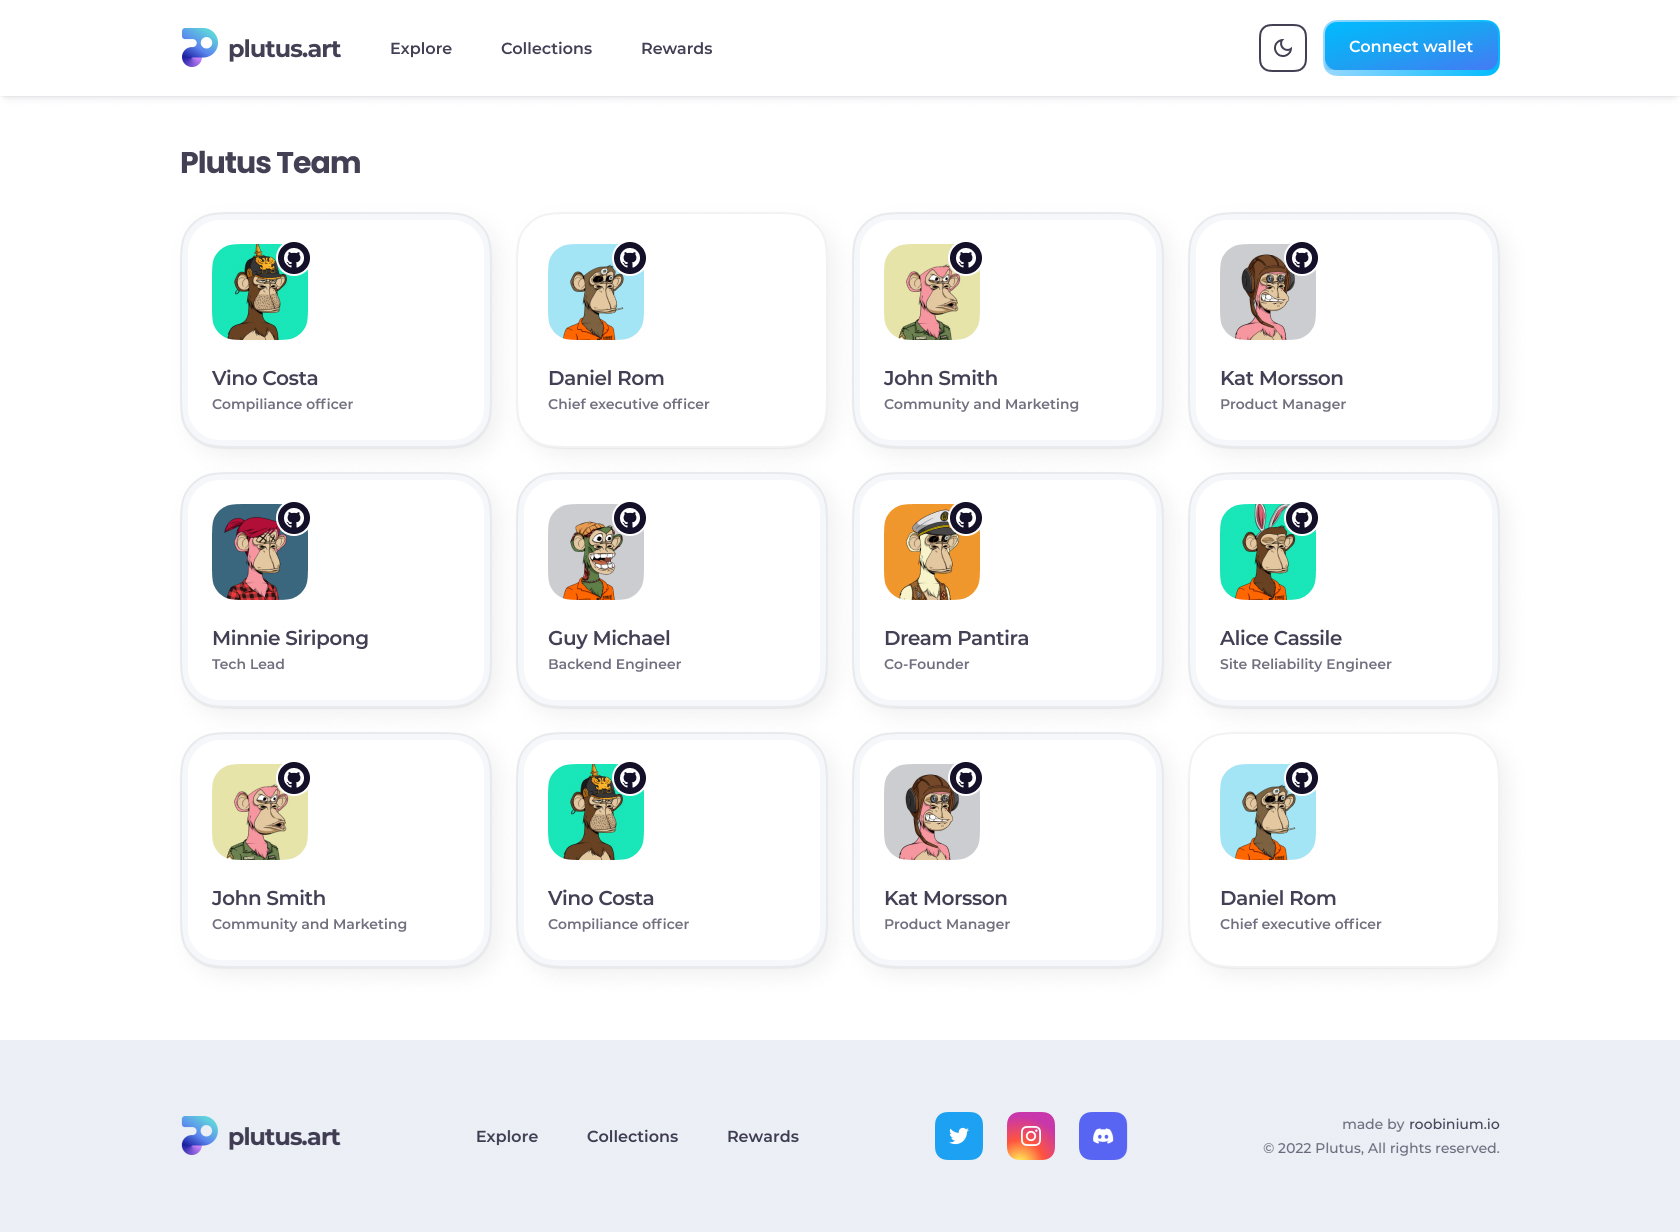 plutus.art
Explore
Collections
Rewards
Connect wallet
Plutus Team
Vino Costa
Compiliance officer
Daniel Rom
Chief executive officer
John Smith
Community and Marketing
Kat Morsson
Product Manager
Minnie Siripong
Tech Lead
Guy Michael
Backend Engineer
Dream Pantira
Co-Founder
Alice Cassile
Site Reliability Engineer
John Smith
Community and Marketing
Vino Costa
Compiliance officer
Kat Morsson
Product Manager
Daniel Rom
Chief executive officer
plutus.art
Explore
Collections
Rewards
made by roobinium.io
© 2022 Plutus, All rights reserved.